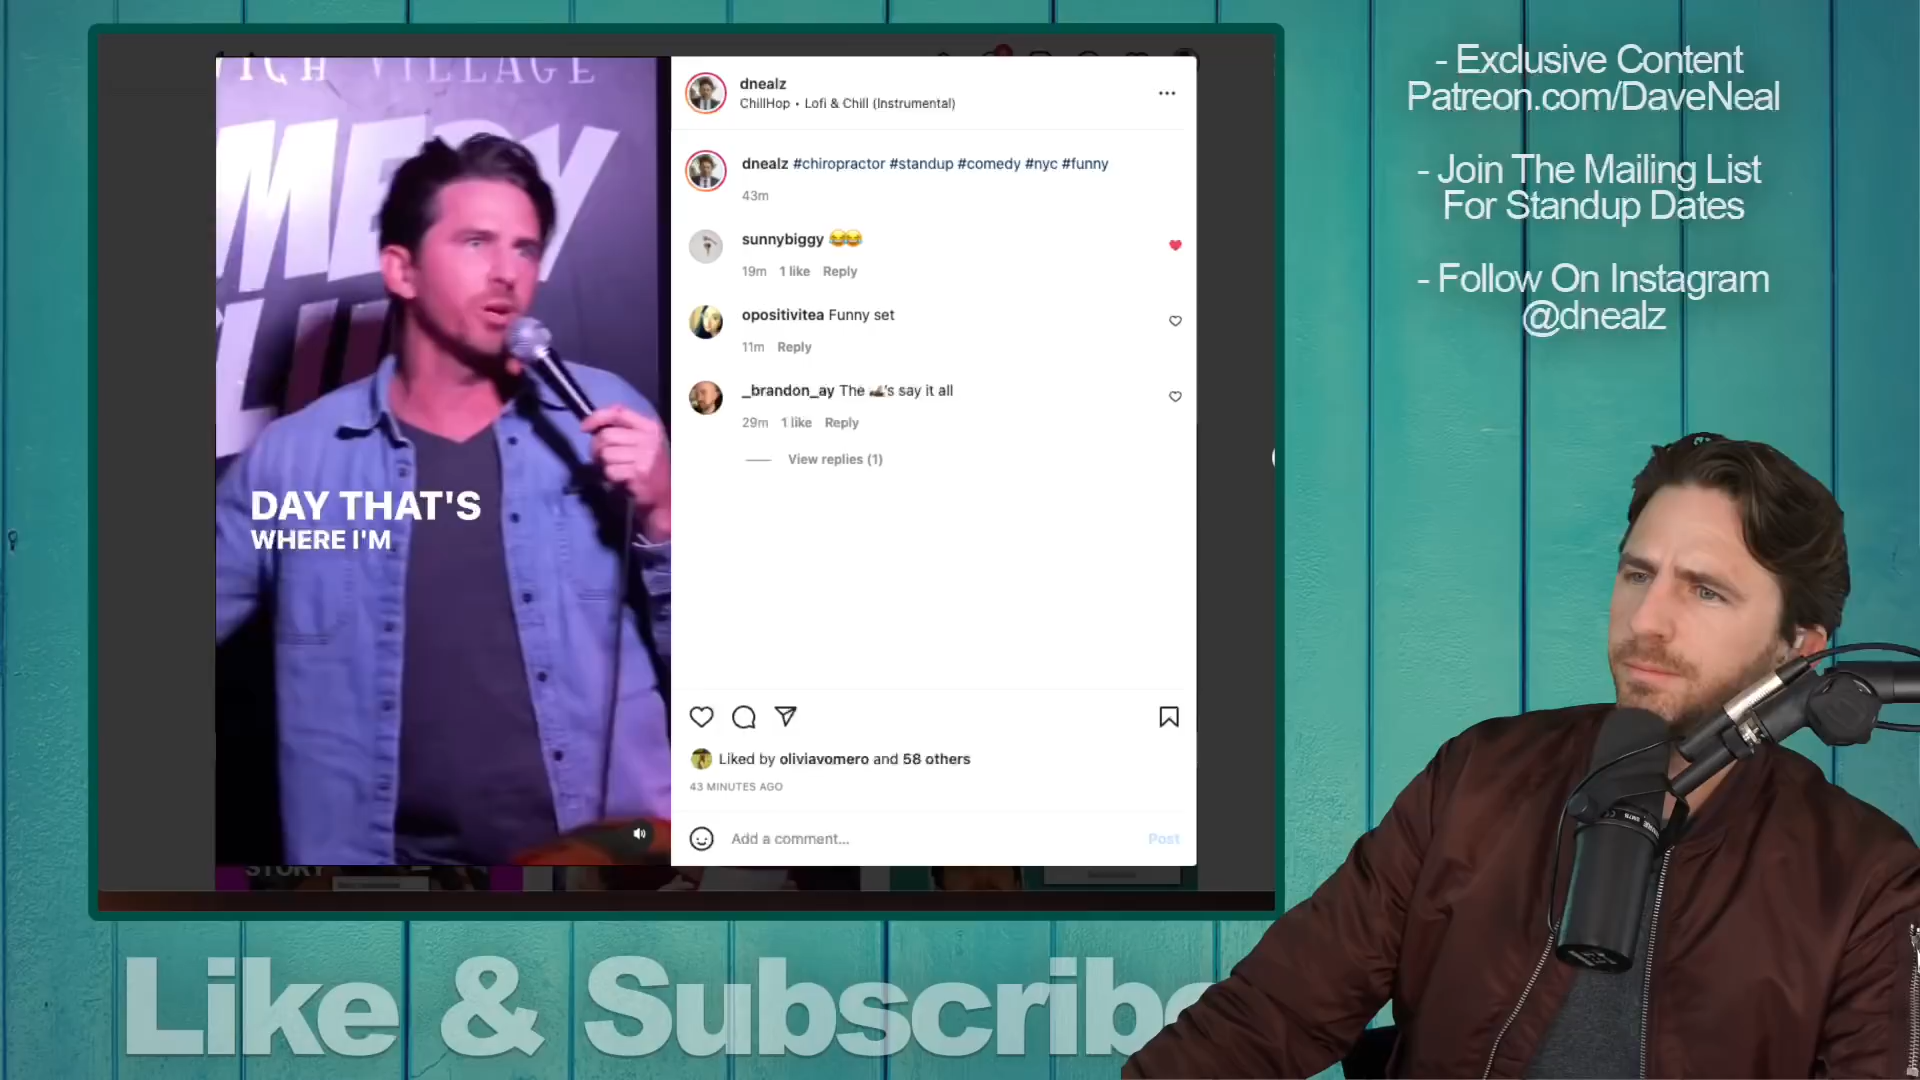 VILLAGE
DAY THAT'S
WHERE I'M
dnealz
ChillHop • Lofi & Chill (Instrumental)
dnealz #chiropractor #standup #comedy #nyc #funny
43m
sunnybiggy 😂😂
19m 1 like Reply
opositivitea Funny set
11m Reply
_brandon_ay The 's say it all
29m 1 like Reply
View replies (1)
Liked by oliviavomero and 58 others
43 MINUTES AGO
Add a comment...
Post
STORY
- Exclusive Content
Patreon.com/DaveNeal
- Join The Mailing List
For Standup Dates
- Follow On Instagram
@dnealz
Like & Subscribe